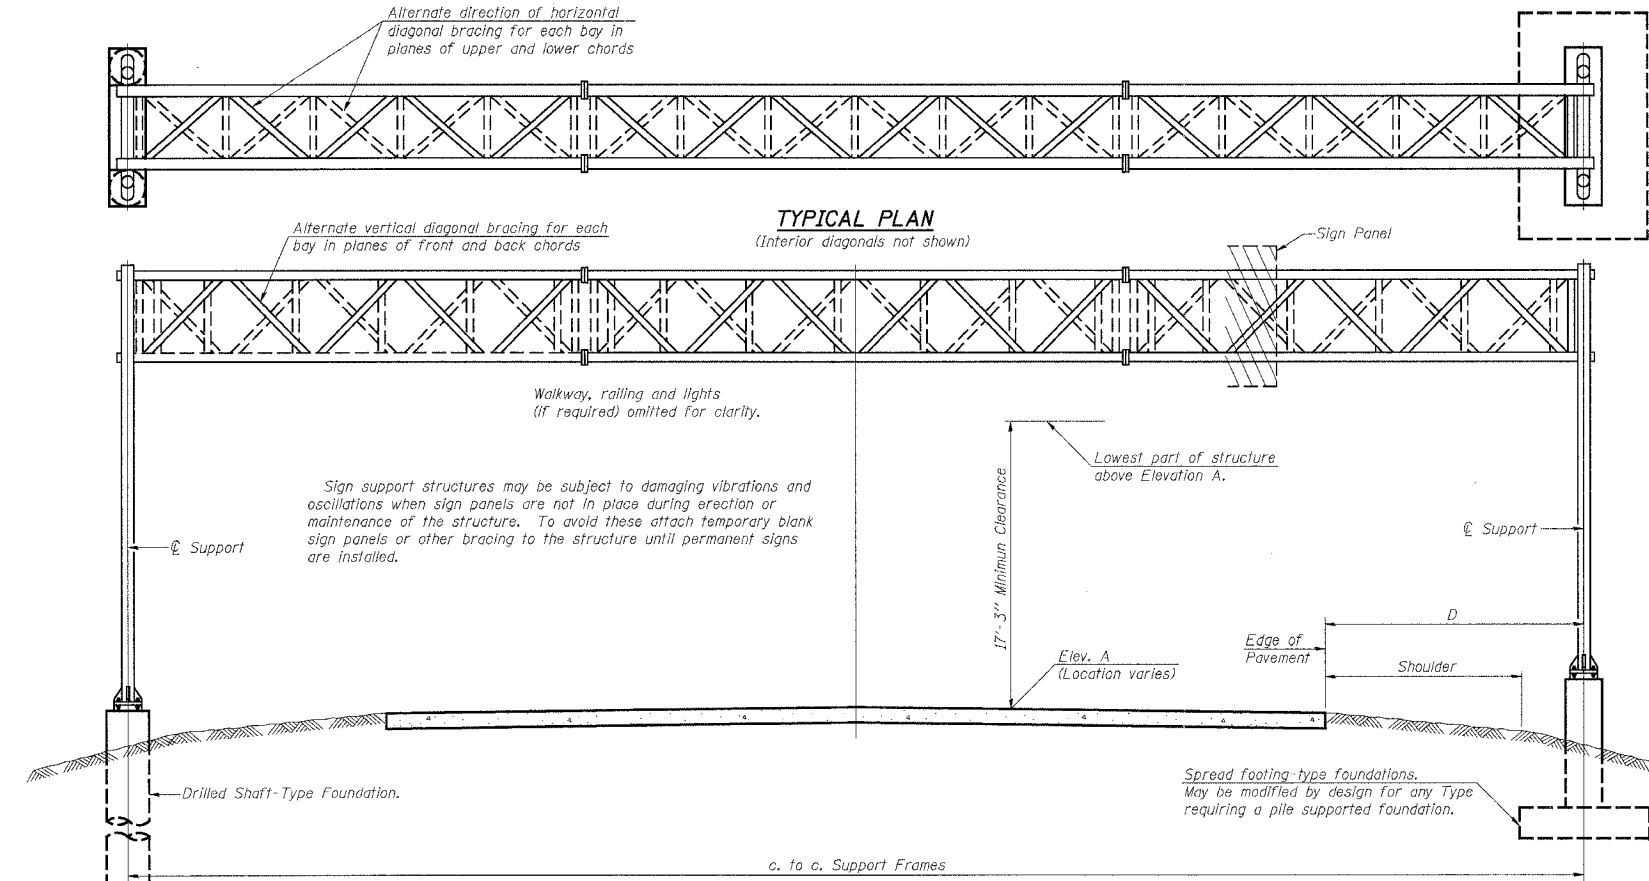 Alternate direction of horizontal
diagonal bracing for each bay in
planes of upper and lower chords
TYPICAL PLAN
(Interior diagonals not shown)
Alternate vertical diagonal bracing for each
bay in planes of front and back chords
Sign Panel
Walkway, railing and lights
(if required) omitted for clarity.
Lowest part of structure
above Elevation A.
17'-3" Minimun Clearance
Sign support structures may be subject to damaging vibrations and
oscillations when sign panels are not in place during erection or
maintenance of the structure. To avoid these attach temporary blank
sign panels or other bracing to the structure until permanent signs
are installed.
℄ Support
℄ Support
D
Edge of
Pavement
Shoulder
Elev. A
(Location varies)
Drilled Shaft-Type Foundation.
Spread footing-type foundations.
May be modified by design for any Type
requiring a pile supported foundation.
c. to c. Support Frames